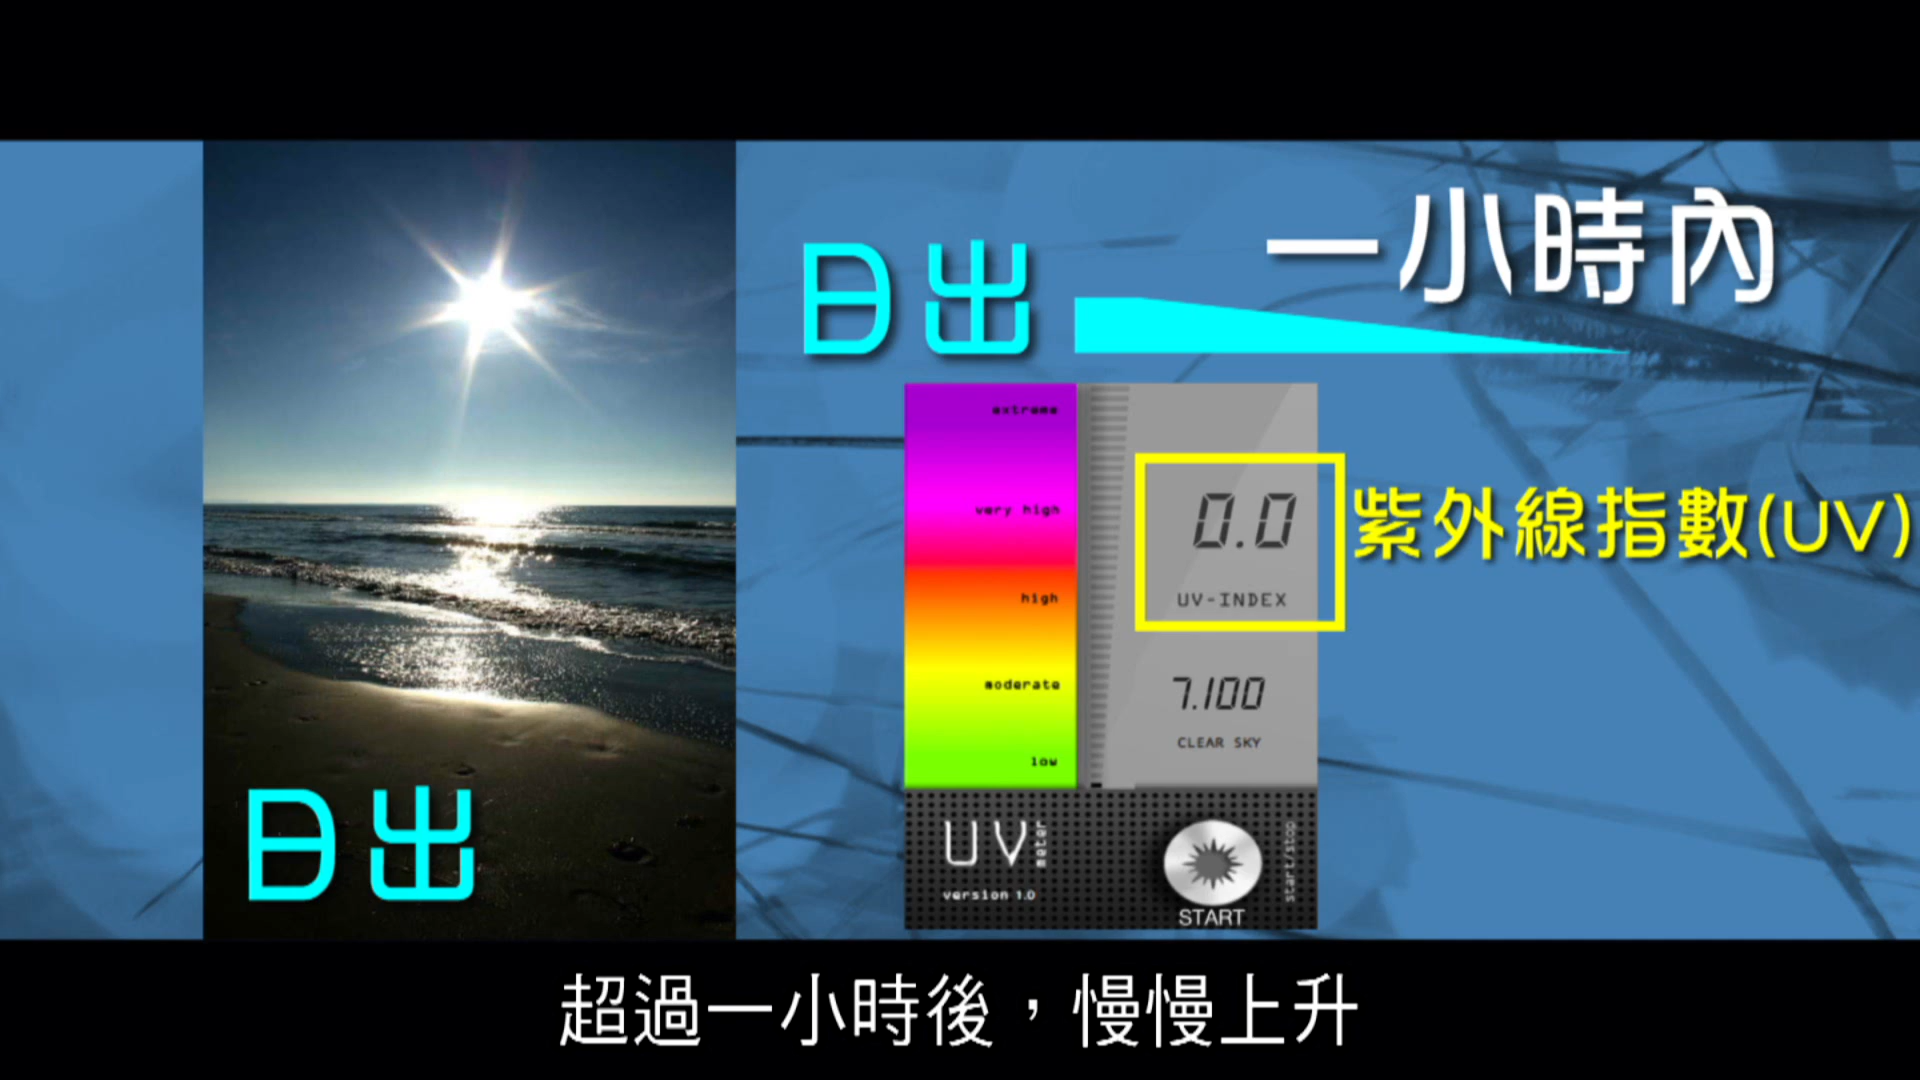 日出
一小時內
extreme
very high
high
moderate
low
0.0
UV-INDEX
紫外線指數(UV)
7.100
CLEAR SKY
日出
UV meter
version 1.0
START
start/stop
超過一小時後，慢慢上升